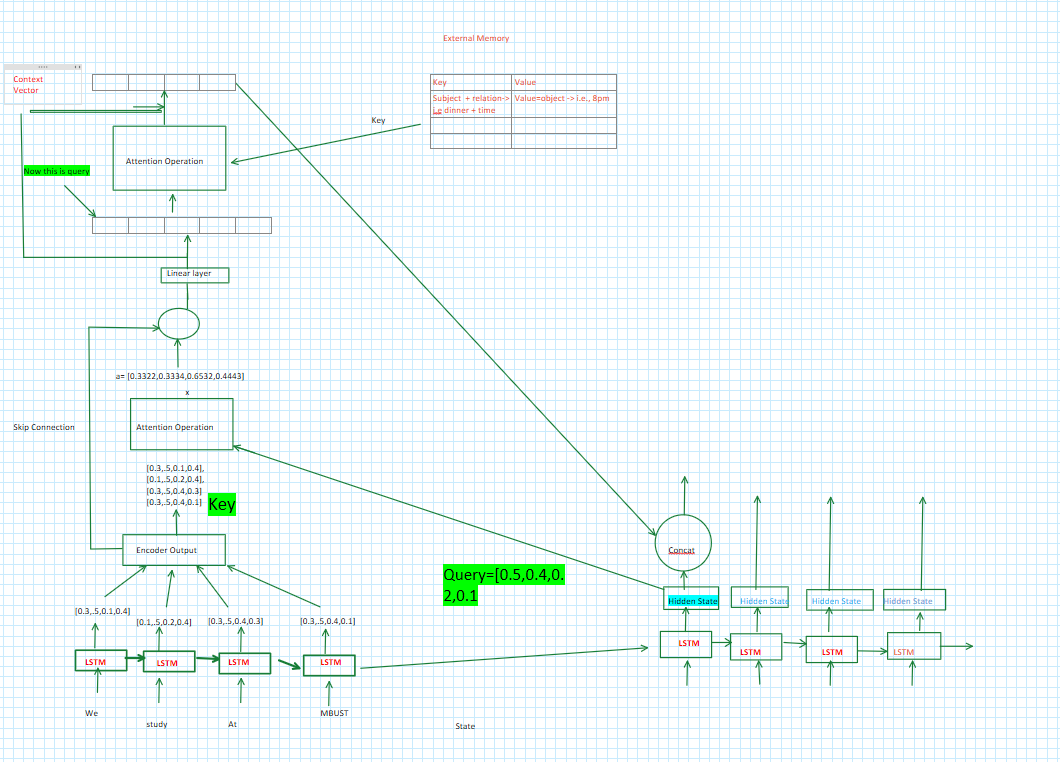 External Memory
Context
Vector
Key Value
Subject + relation-> Value=object -> i.e., 8pm
i.e dinner + time
Key
Attention Operation
Now this is query
Linear layer
a= [0.3322,0.3334,0.6532,0.4443]
x
Skip Connection
Attention Operation
[0.3,.5,0.1,0.4],
[0.1,.5,0.2,0.4],
[0.3,.5,0.4,0.3]
[0.3,.5,0.4,0.1]
Key
Encoder Output
Concat
Query=[0.5,0.4,0.
2,0.1
Hidden State Hidden State Hidden State Hidden State
[0.3,.5,0.1,0.4]
[0.1,.5,0.2,0.4]
[0.3,.5,0.4,0.3]
[0.3,.5,0.4,0.1]
LSTM LSTM LSTM LSTM
LSTM LSTM LSTM LSTM
We
study
At
MBUST
State